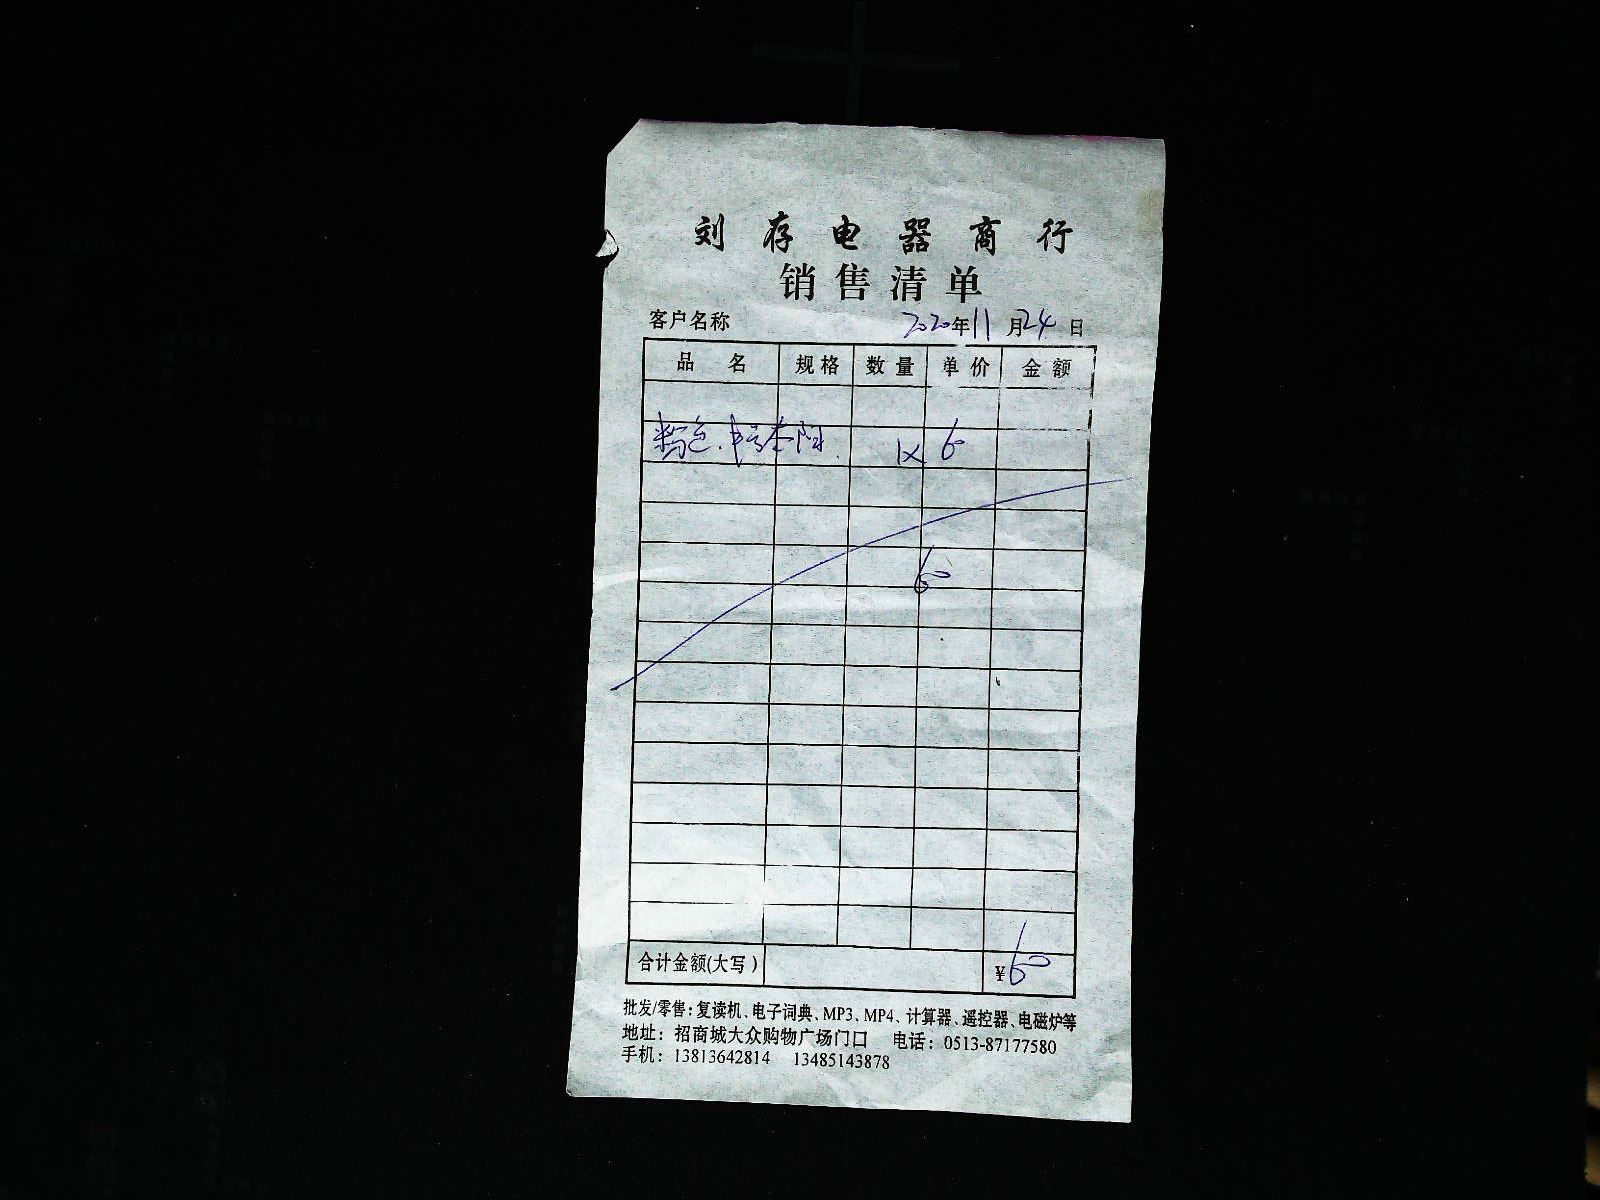 刘存电器商行
销售清单
客户名称 2020年11月24日
品名 规格 数量 单价 金额
粉色 6
60
合计金额(大写) ¥60
批发/零售：复读机、电子词典、MP3、MP4、计算器、遥控器、电磁炉等
地址：招商城大众购物广场门口 电话：0513-87177580
手机：13813642814 13485143878